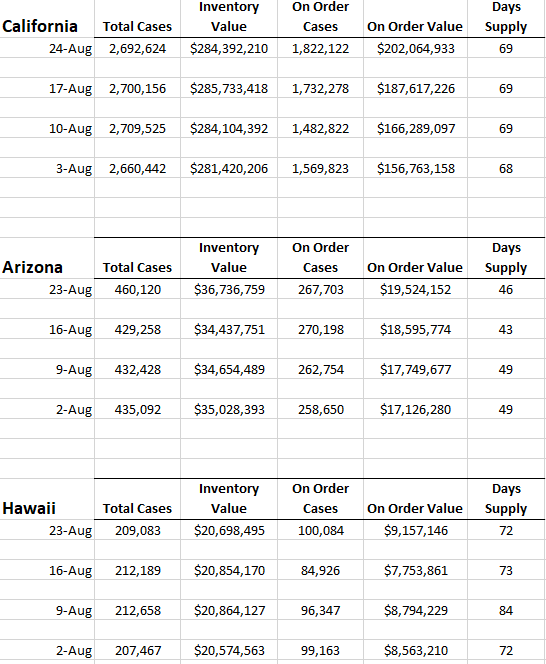 California Total Cases Inventory Value On Order Cases On Order Value Days Supply
24-Aug 2,692,624 $284,392,210 1,822,122 $202,064,933 69
17-Aug 2,700,156 $285,733,418 1,732,278 $187,617,226 69
10-Aug 2,709,525 $284,104,392 1,482,822 $166,289,097 69
3-Aug 2,660,442 $281,420,206 1,569,823 $156,763,158 68
Arizona Total Cases Inventory Value On Order Cases On Order Value Days Supply
23-Aug 460,120 $36,736,759 267,703 $19,524,152 46
16-Aug 429,258 $34,437,751 270,198 $18,595,774 43
9-Aug 432,428 $34,654,489 262,754 $17,749,677 49
2-Aug 435,092 $35,028,393 258,650 $17,126,280 49
Hawaii Total Cases Inventory Value On Order Cases On Order Value Days Supply
23-Aug 209,083 $20,698,495 100,084 $9,157,146 72
16-Aug 212,189 $20,854,170 84,926 $7,753,861 73
9-Aug 212,658 $20,864,127 96,347 $8,794,229 84
2-Aug 207,467 $20,574,563 99,163 $8,563,210 72